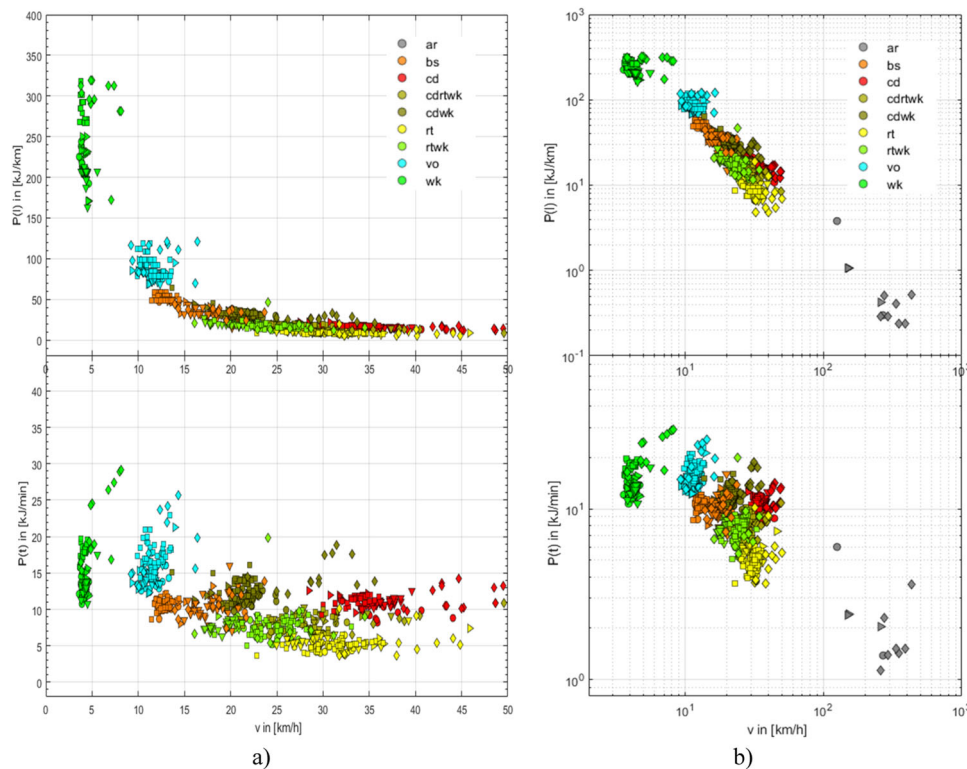 400
350
300
250
200
150
100
50
0
P(l) in [kJ/km]
ar
bs
cd
cdrtwk
cdwk
rt
rtwk
vo
wk
0 5 10 15 20 25 30 35 40 45 50
40
35
30
25
20
15
10
5
0
P(t) in [kJ/min]
0 5 10 15 20 25 30 35 40 45 50
v in [km/h]
a)
10³
10²
10¹
10⁰
10⁻¹
P(l) in [kJ/km]
ar
bs
cd
cdrtwk
cdwk
rt
rtwk
vo
wk
10¹ 10² 10³
10¹
10⁰
P(t) in [kJ/min]
10¹ 10² 10³
v in [km/h]
b)